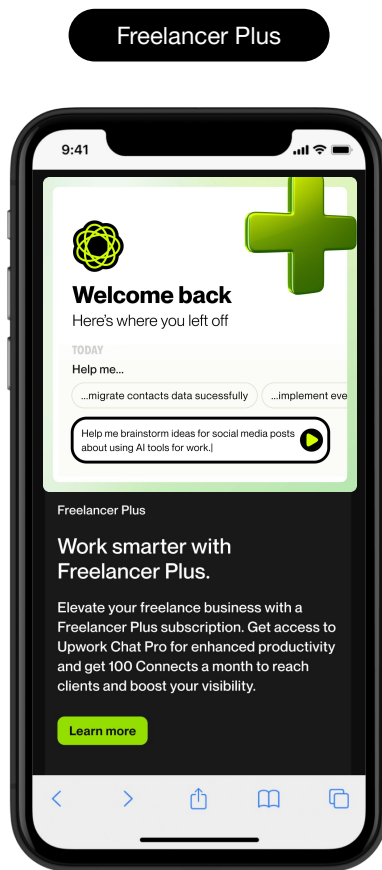 Freelancer Plus
9:41
Welcome back
Here's where you left off
TODAY
Help me...
...migrate contacts data sucessfully
...implement eve
Help me brainstorm ideas for social media posts
about using AI tools for work.|
Freelancer Plus
Work smarter with
Freelancer Plus.
Elevate your freelance business with a
Freelancer Plus subscription. Get access to
Upwork Chat Pro for enhanced productivity
and get 100 Connects a month to reach
clients and boost your visibility.
Learn more